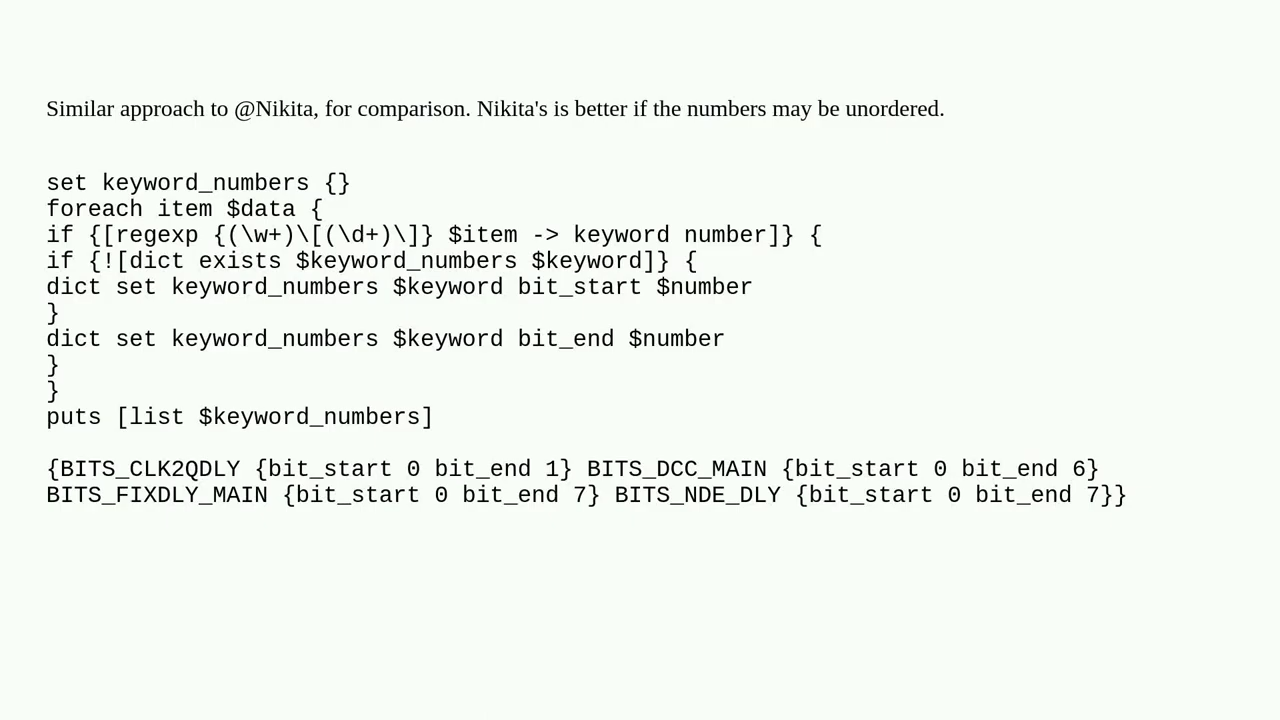 Similar approach to @Nikita, for comparison. Nikita's is better if the numbers may be unordered.
set keyword_numbers {}
foreach item $data {
if {[regexp {(\w+)\[(\d+)\]} $item -> keyword number]} {
if {![dict exists $keyword_numbers $keyword]} {
dict set keyword_numbers $keyword bit_start $number
}
dict set keyword_numbers $keyword bit_end $number
}
}
puts [list $keyword_numbers]
{BITS_CLK2QDLY {bit_start 0 bit_end 1} BITS_DCC_MAIN {bit_start 0 bit_end 6}
BITS_FIXDLY_MAIN {bit_start 0 bit_end 7} BITS_NDE_DLY {bit_start 0 bit_end 7}}